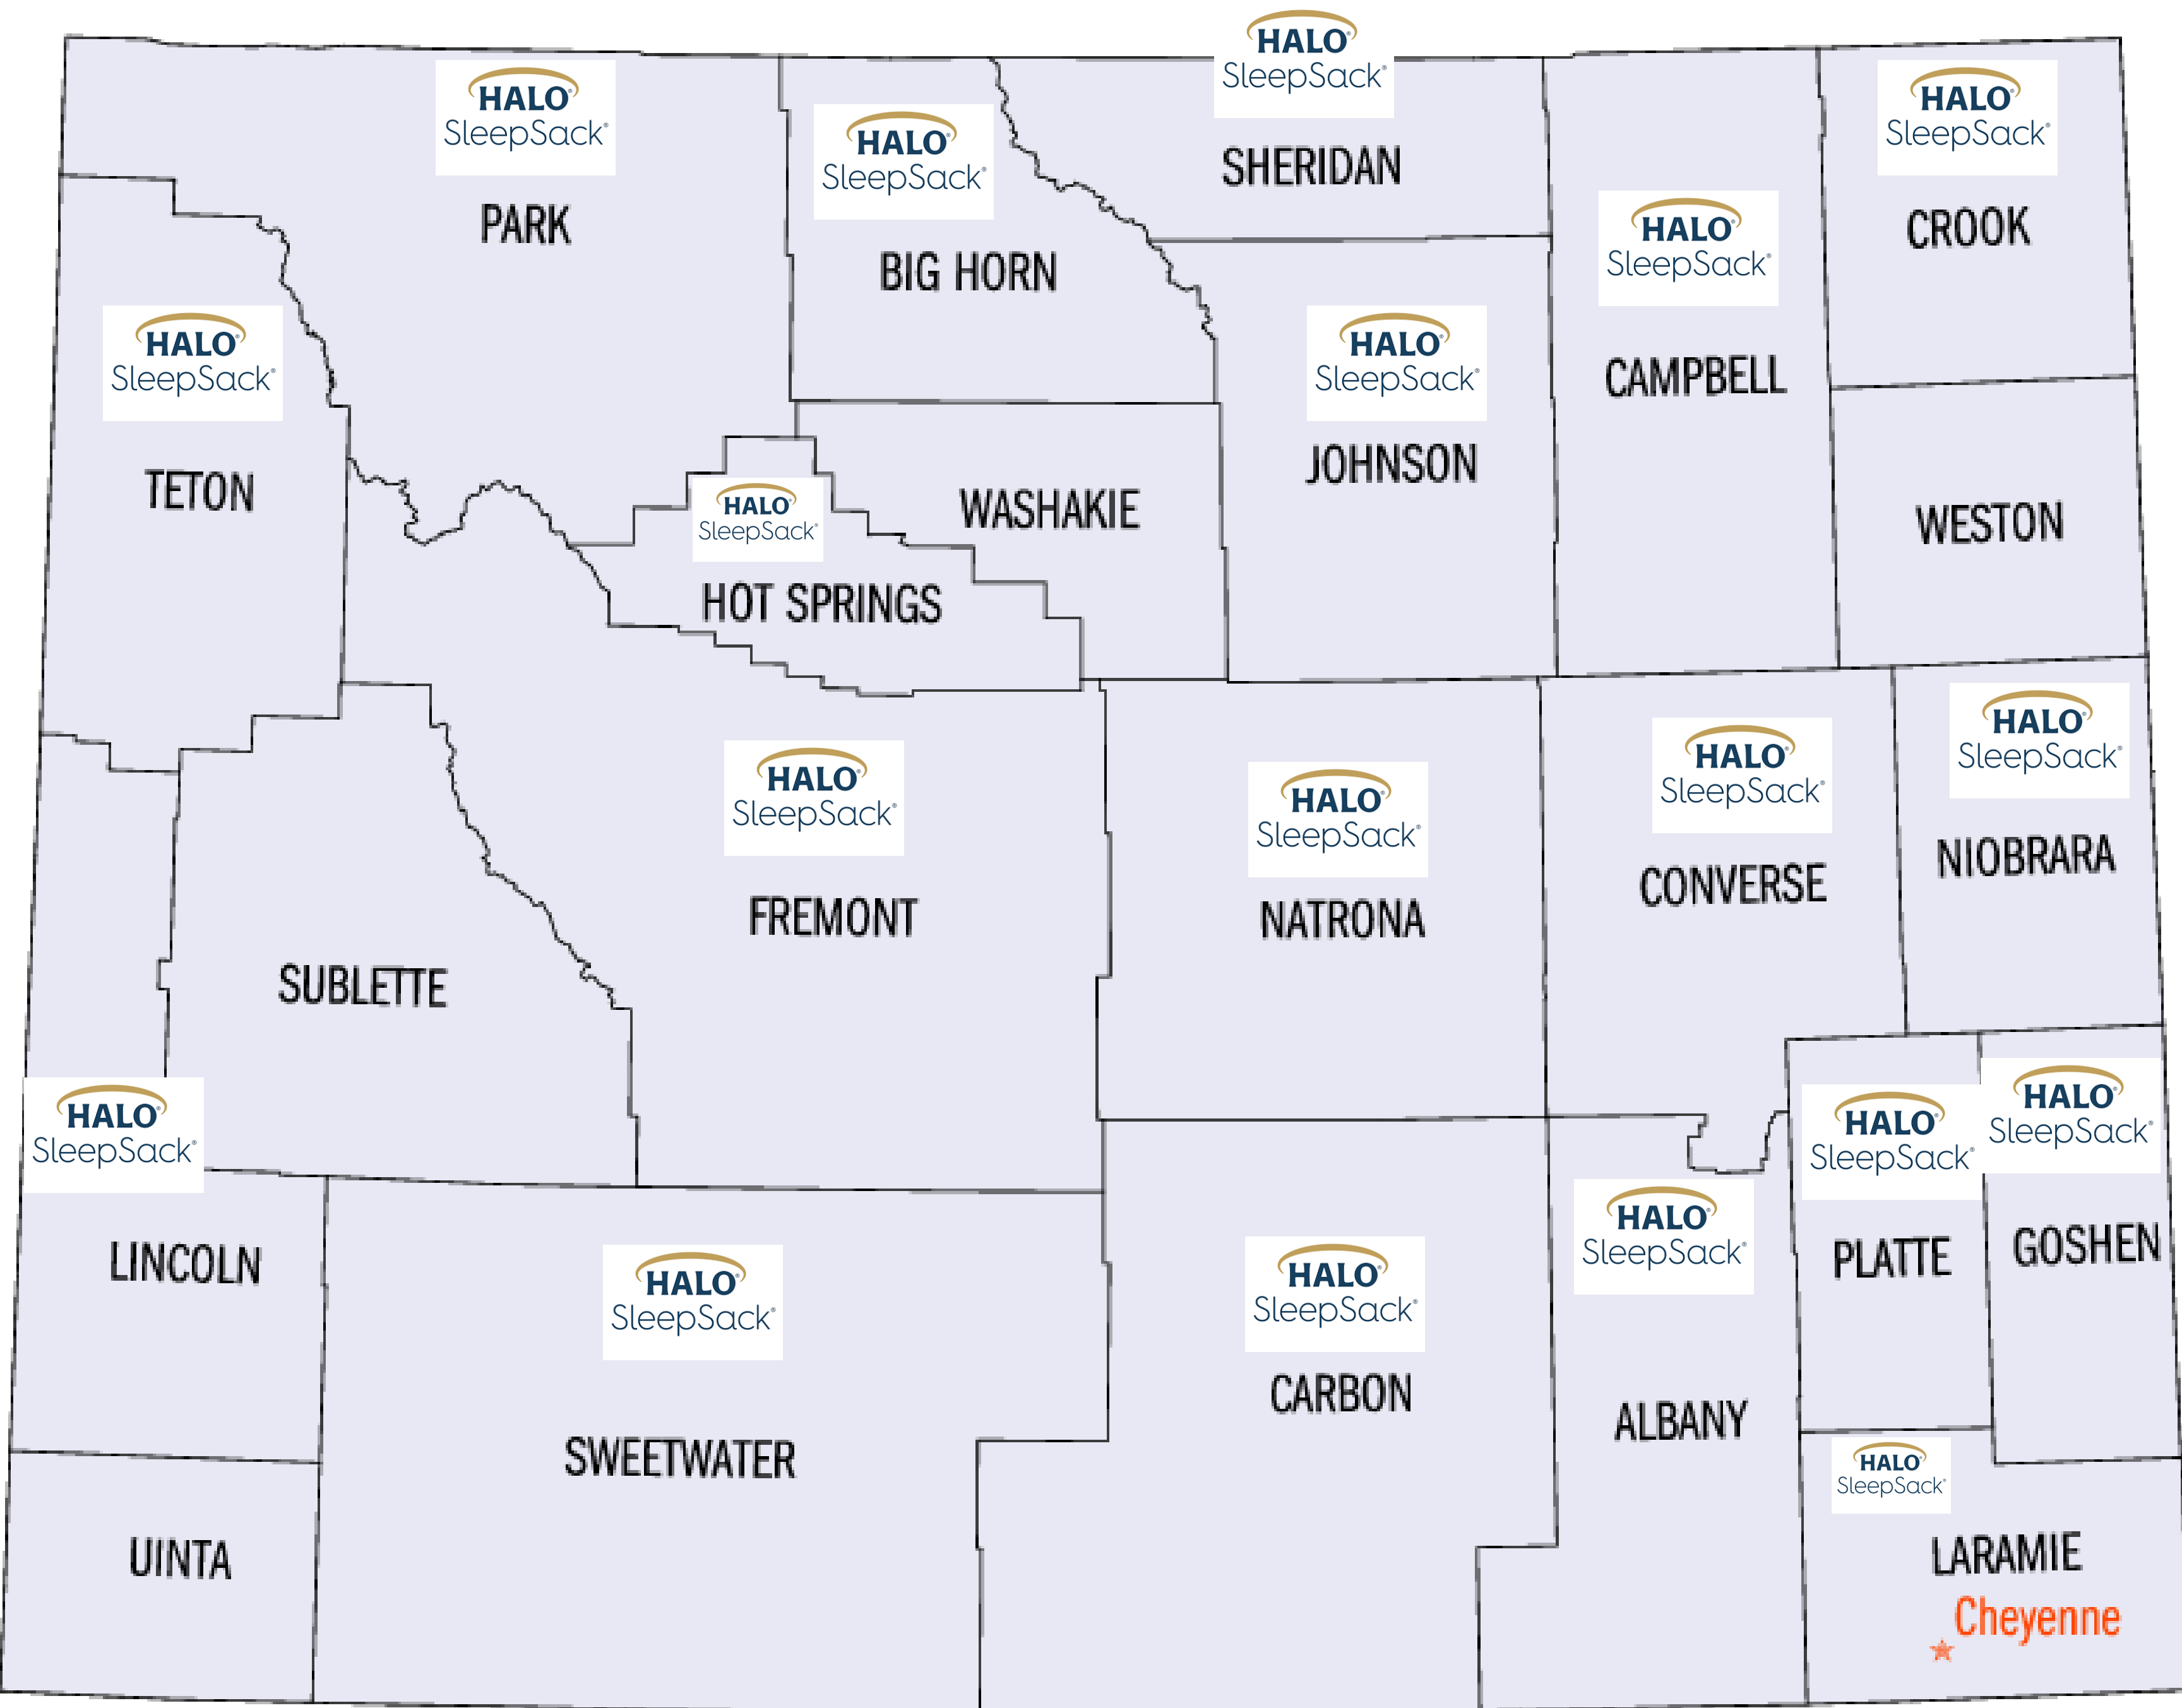 HALO®
SleepSack®
HALO®
SleepSack®
HALO®
SleepSack®
HALO®
SleepSack®
PARK
BIG HORN
SHERIDAN
HALO®
SleepSack®
CROOK
HALO®
SleepSack®
TETON
HALO®
SleepSack®
JOHNSON
CAMPBELL
HALO®
SleepSack®
HOT SPRINGS
WASHAKIE
WESTON
HALO®
SleepSack®
FREMONT
HALO®
SleepSack®
NATRONA
HALO®
SleepSack®
CONVERSE
HALO®
SleepSack®
NIOBRARA
SUBLETTE
HALO®
SleepSack®
LINCOLN
HALO®
SleepSack®
SWEETWATER
HALO®
SleepSack®
CARBON
HALO®
SleepSack®
ALBANY
HALO®
SleepSack®
PLATTE
HALO®
SleepSack®
GOSHEN
UINTA
HALO®
SleepSack®
LARAMIE
Cheyenne